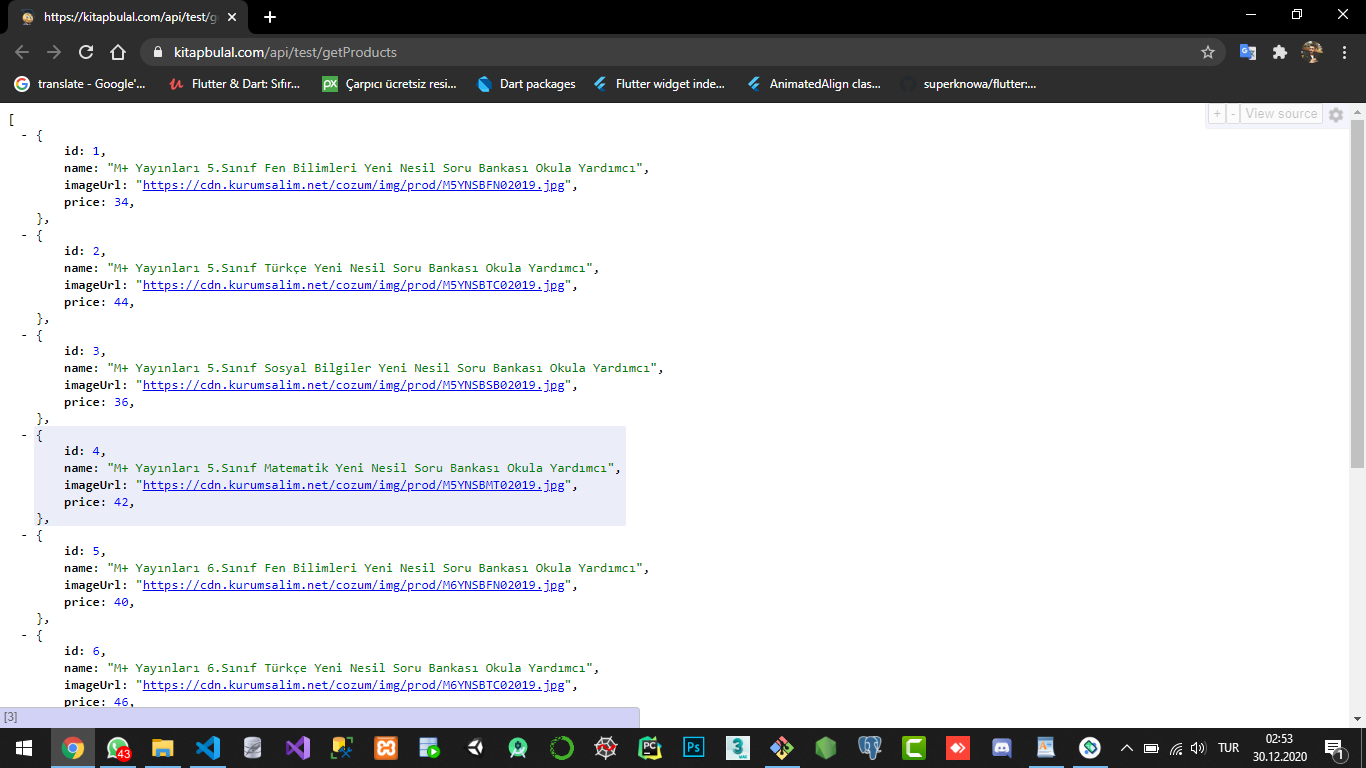 https://kitapbulal.com/api/test/g
kitapbulal.com/api/test/getProducts
translate - Google'... Flutter & Dart: Sıfır... px Çarpıcı ücretsiz resi... Dart packages Flutter widget inde... AnimatedAlign clas... superknowa/flutter:...
+ - View source
[
- {
id: 1,
name: "M+ Yayınları 5.Sınıf Fen Bilimleri Yeni Nesil Soru Bankası Okula Yardımcı",
imageUrl: "https://cdn.kurumsalim.net/cozum/img/prod/M5YNSBFN02019.jpg",
price: 34,
},
- {
id: 2,
name: "M+ Yayınları 5.Sınıf Türkçe Yeni Nesil Soru Bankası Okula Yardımcı",
imageUrl: "https://cdn.kurumsalim.net/cozum/img/prod/M5YNSBTC02019.jpg",
price: 44,
},
- {
id: 3,
name: "M+ Yayınları 5.Sınıf Sosyal Bilgiler Yeni Nesil Soru Bankası Okula Yardımcı",
imageUrl: "https://cdn.kurumsalim.net/cozum/img/prod/M5YNSBSB02019.jpg",
price: 36,
},
- {
id: 4,
name: "M+ Yayınları 5.Sınıf Matematik Yeni Nesil Soru Bankası Okula Yardımcı",
imageUrl: "https://cdn.kurumsalim.net/cozum/img/prod/M5YNSBMT02019.jpg",
price: 42,
},
- {
id: 5,
name: "M+ Yayınları 6.Sınıf Fen Bilimleri Yeni Nesil Soru Bankası Okula Yardımcı",
imageUrl: "https://cdn.kurumsalim.net/cozum/img/prod/M6YNSBFN02019.jpg",
price: 40,
},
- {
id: 6,
name: "M+ Yayınları 6.Sınıf Türkçe Yeni Nesil Soru Bankası Okula Yardımcı",
imageUrl: "https://cdn.kurumsalim.net/cozum/img/prod/M6YNSBTC02019.jpg",
price: 46,
[3]
43 PC Ps 3 C TUR 02:53
30.12.2020 1